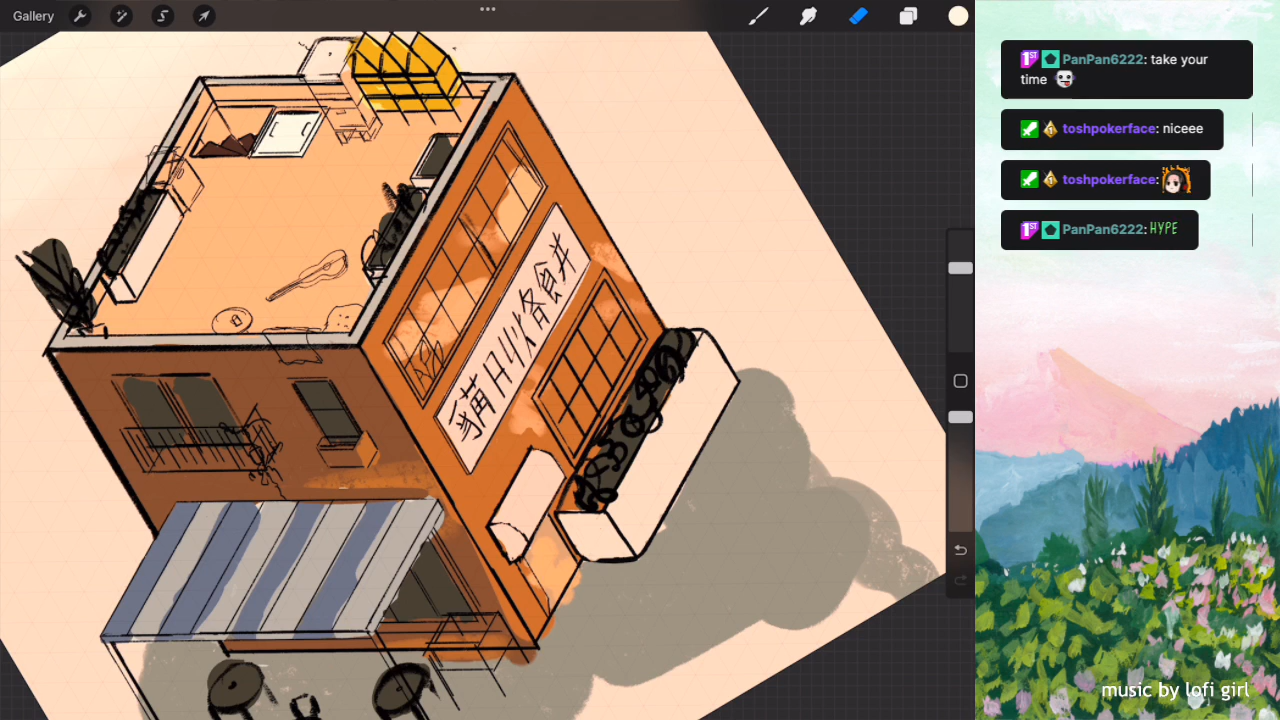 Gallery
PanPan6222: take your
time
toshpokerface: niceee
toshpokerface:
PanPan6222: HYPE
music by lofi girl